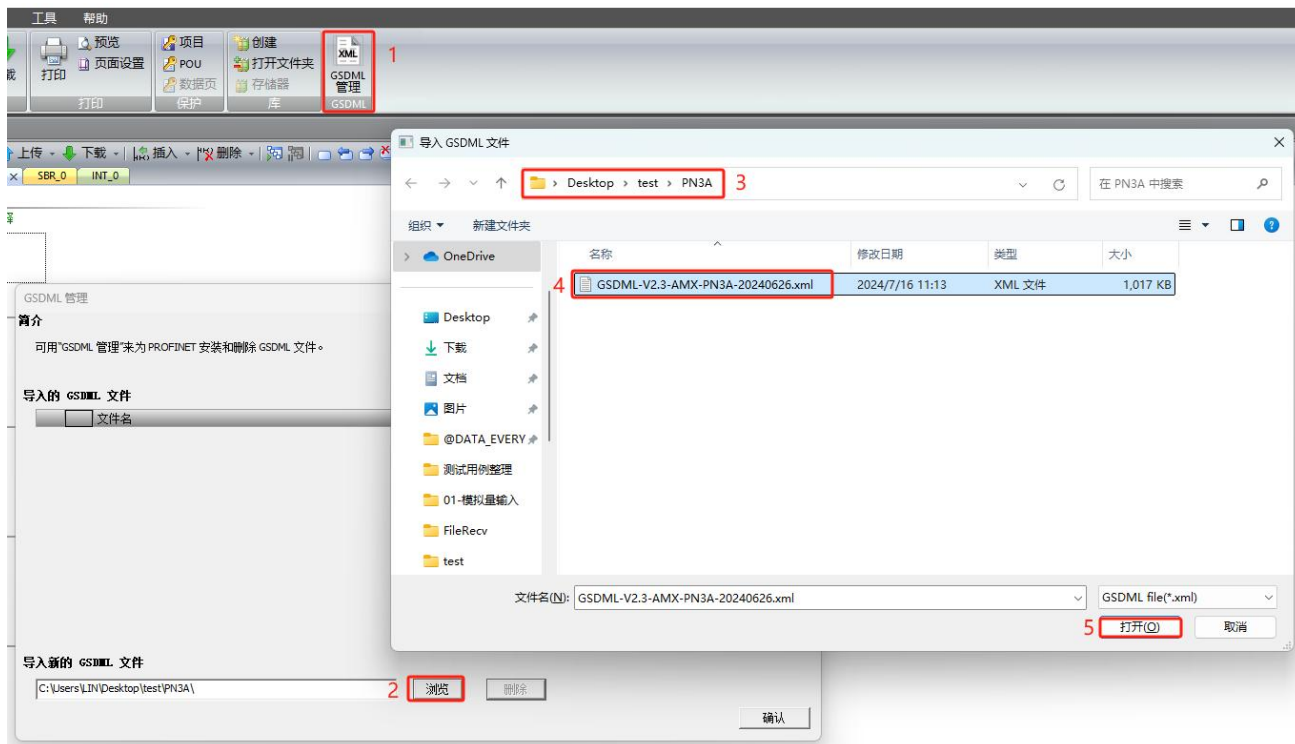 工具 帮助
预览 项目 创建
XML
1
打印 页面设置 POU 打开文件夹
GSDML 管理
数据页 存储器
打印 保护 库 GSDML
上传 下载 插入 删除
SBR_0 INT_0
导入 GSDML 文件
Desktop › test › PN3A 3
在 PN3A 中搜索
组织 新建文件夹
名称 修改日期 类型 大小
OneDrive
4 GSDML-V2.3-AMX-PN3A-20240626.xml 2024/7/16 11:13 XML 文件 1,017 KB
Desktop
下载
文档
图片
@DATA_EVERY
测试用例整理
01-模拟量输入
FileRecv
test
文件名(N): GSDML-V2.3-AMX-PN3A-20240626.xml GSDML file(*.xml)
5 打开(O) 取消
GSDML 管理
简介
可用"GSDML 管理"来为 PROFINET 安装和删除 GSDML 文件。
导入的 GSDML 文件
文件名
导入新的 GSDML 文件
C:\Users\LIN\Desktop\test\PN3A\ 2 浏览 删除
确认